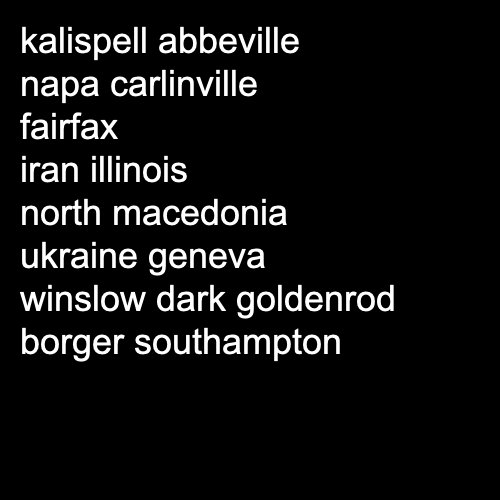 kalispell abbeville
napa carlinville
fairfax
iran illinois
north macedonia
ukraine geneva
winslow dark goldenrod
borger southampton